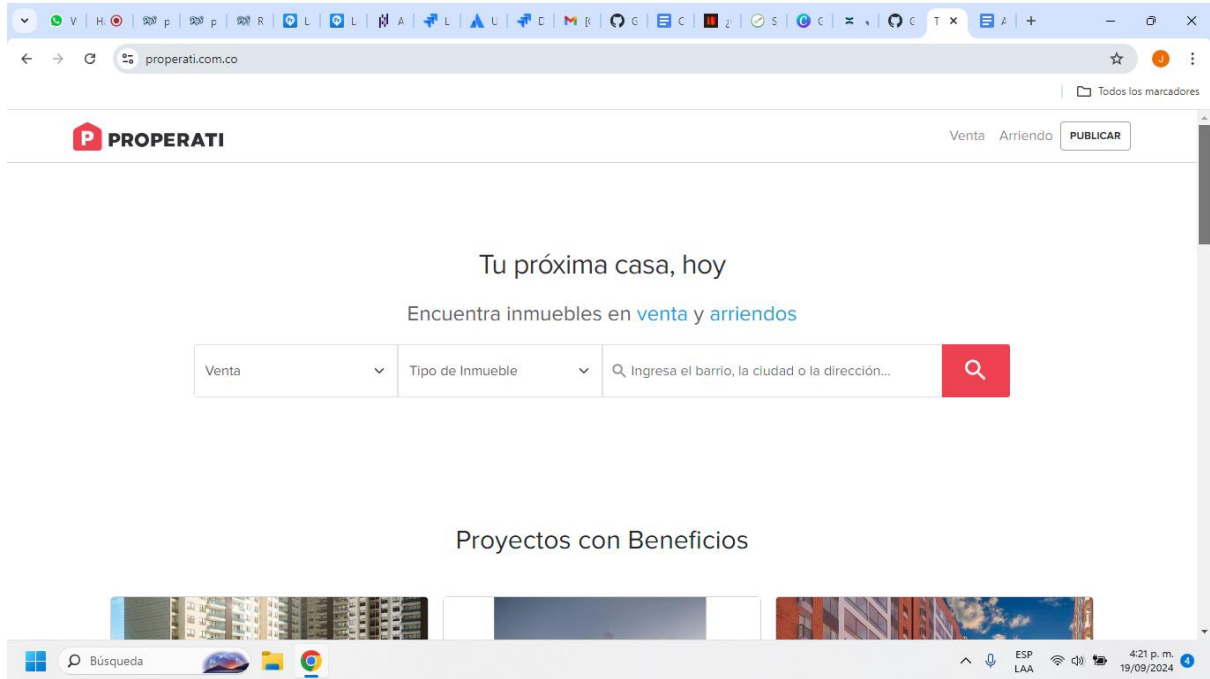 properati.com.co
Todos los marcadores
PROPERATI
Venta Arriendo PUBLICAR
Tu próxima casa, hoy
Encuentra inmuebles en venta y arriendos
Venta Tipo de Inmueble Ingresa el barrio, la ciudad o la dirección...
Proyectos con Beneficios
Búsqueda
ESP
LAA
4:21 p. m.
19/09/2024
4